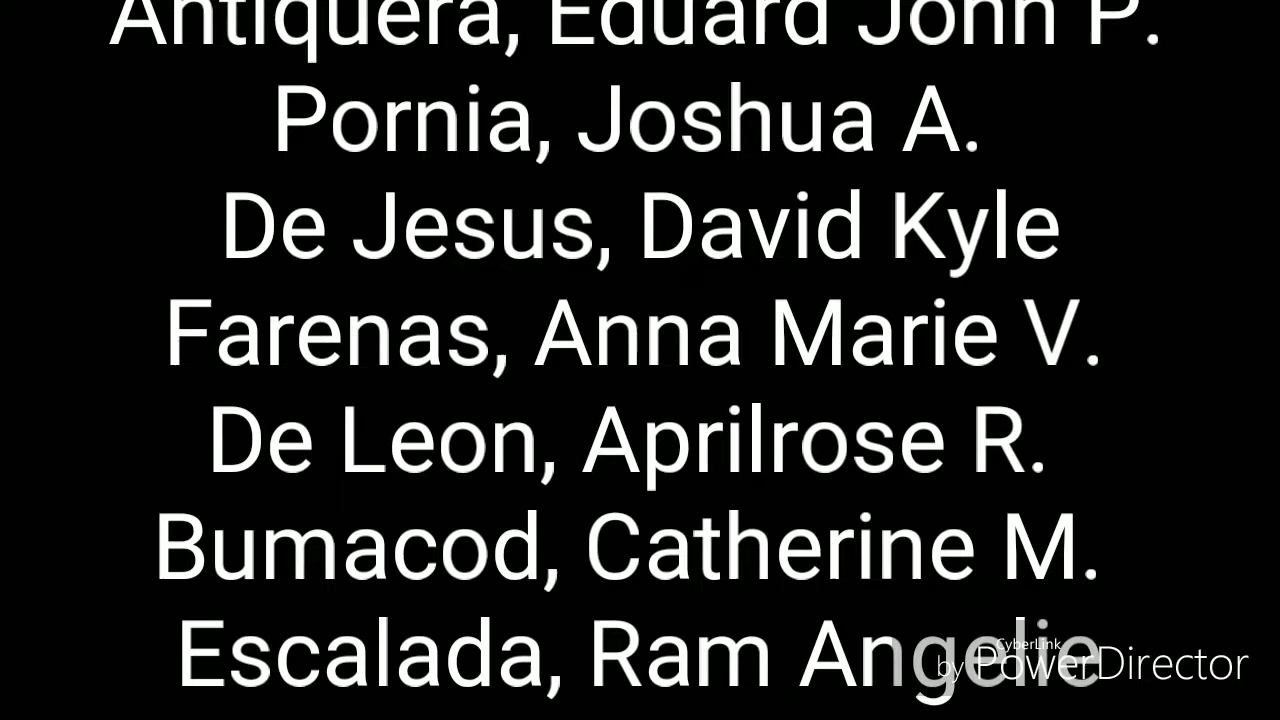 Antiquera, Eduard John P.
Pornia, Joshua A.
De Jesus, David Kyle
Farenas, Anna Marie V.
De Leon, Aprilrose R.
Bumacod, Catherine M.
Escalada, Ram Angelie
CyberLink
by PowerDirector